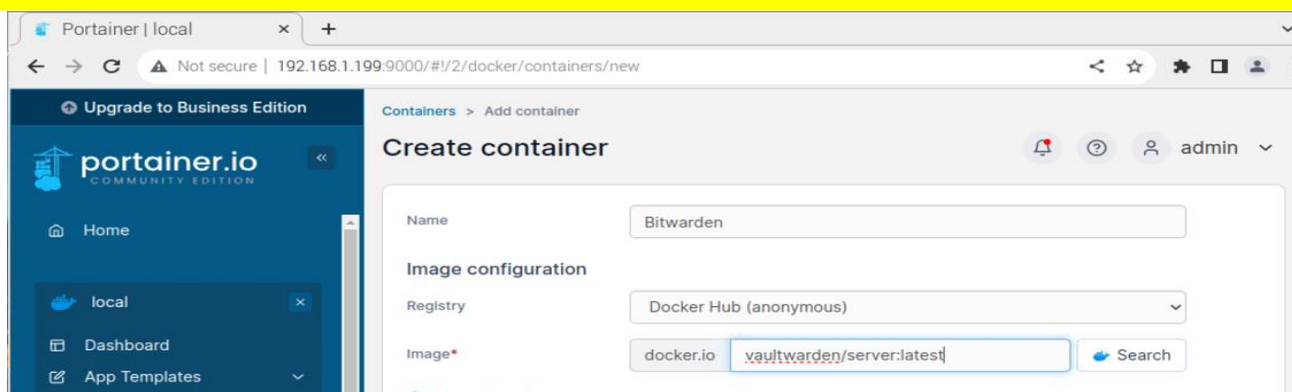 Portainer | local
Not secure | 192.168.1.199:9000/#!/2/docker/containers/new
Upgrade to Business Edition
Containers > Add container
portainer.io
COMMUNITY EDITION
Create container
admin
Home
Name
Bitwarden
Image configuration
local
Registry
Docker Hub (anonymous)
Dashboard
Image*
docker.io
vaultwarden/server:latest
Search
App Templates